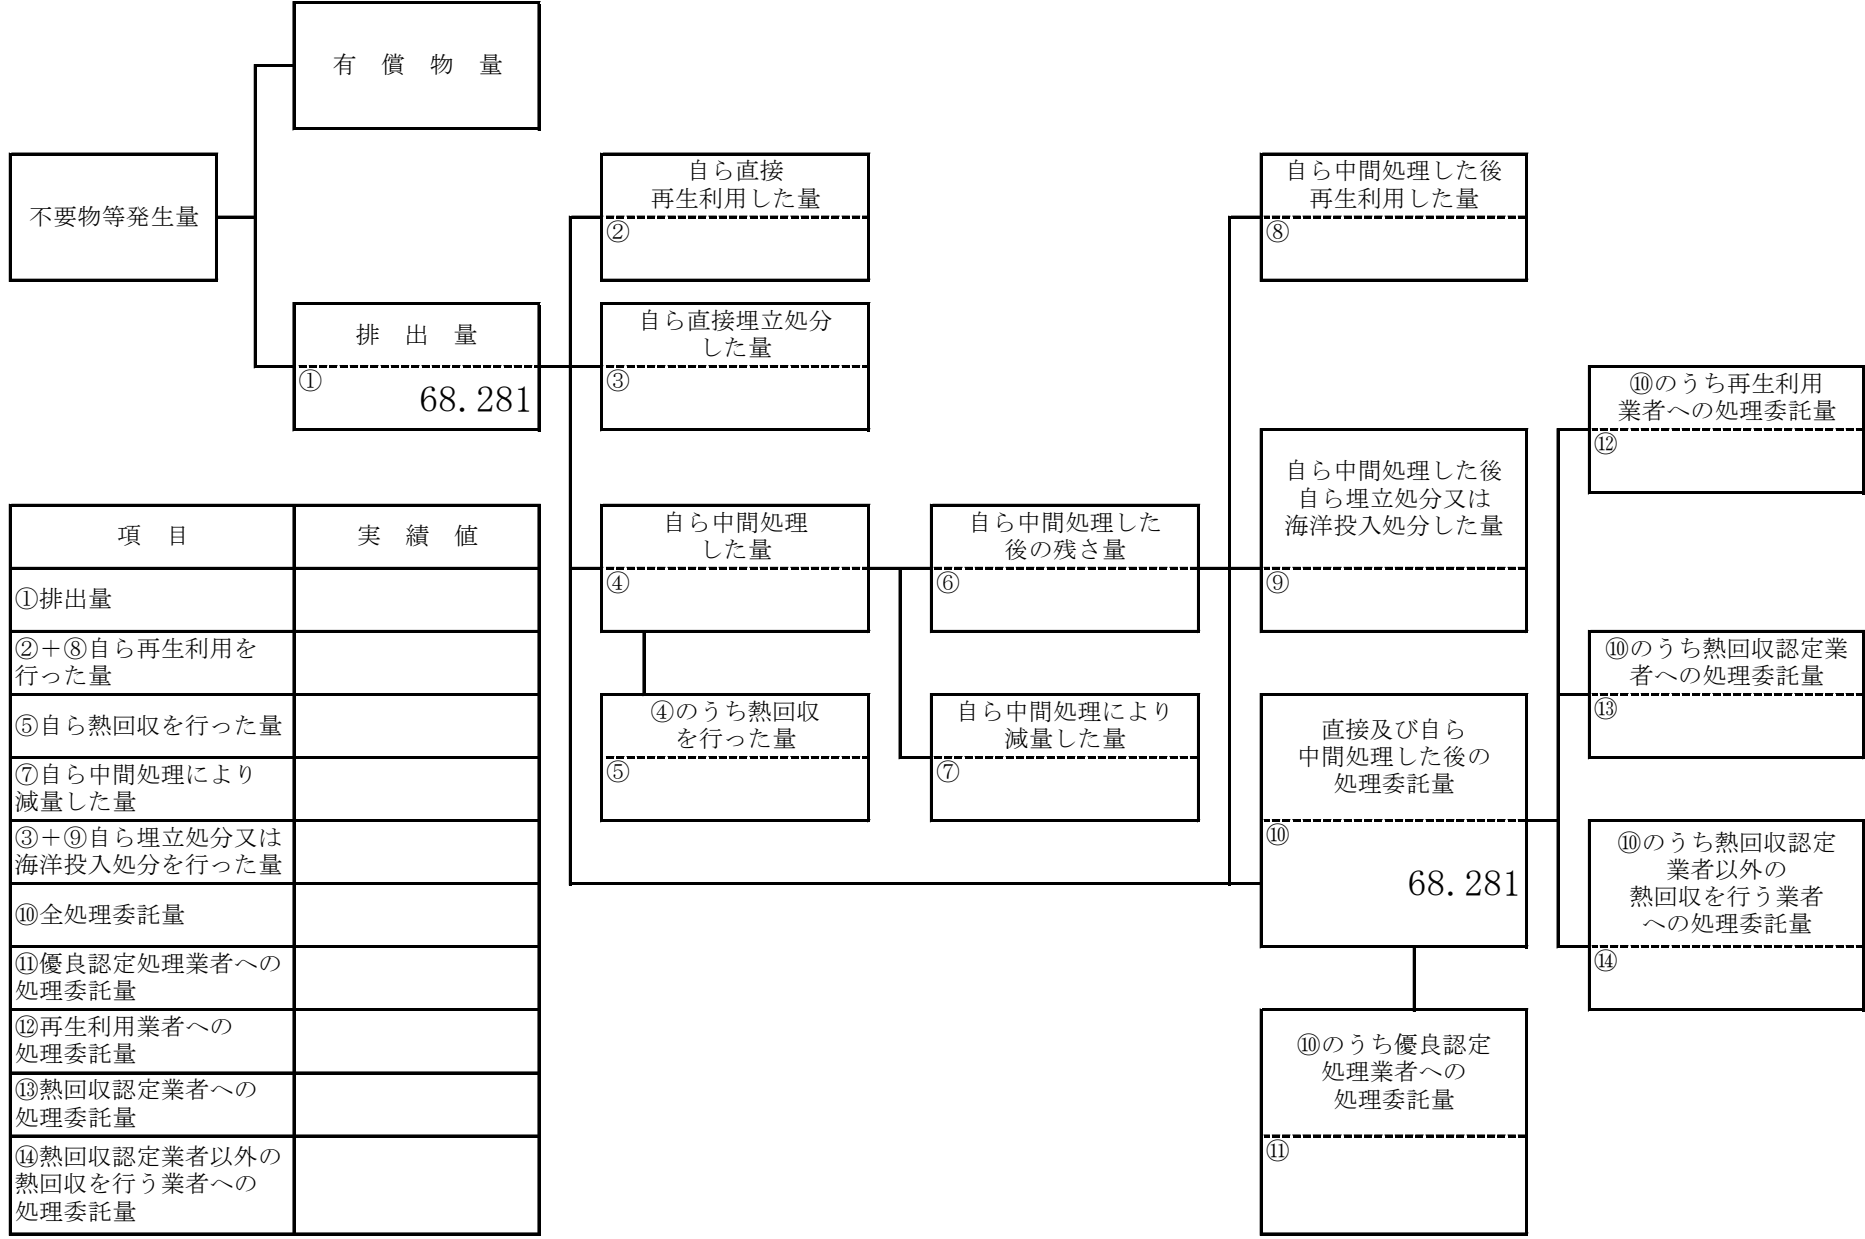 有　償　物　量
不要物等発生量
排　出　量
①
68.281
自ら直接
再生利用した量
②
自ら直接埋立処分
した量
③
自ら中間処理
した量
④
④のうち熱回収
を行った量
⑤
自ら中間処理した
後の残さ量
⑥
自ら中間処理により
減量した量
⑦
自ら中間処理した後
再生利用した量
⑧
自ら中間処理した後
自ら埋立処分又は
海洋投入処分した量
⑨
直接及び自ら
中間処理した後の
処理委託量
⑩
68.281
⑩のうち優良認定
処理業者への
処理委託量
⑪
⑩のうち再生利用
業者への処理委託量
⑫
⑩のうち熱回収認定業
者への処理委託量
⑬
⑩のうち熱回収認定
業者以外の
熱回収を行う業者
への処理委託量
⑭
項　目
実　績　値
①排出量
②＋⑧自ら再生利用を
行った量
⑤自ら熱回収を行った量
⑦自ら中間処理により
減量した量
③＋⑨自ら埋立処分又は
海洋投入処分を行った量
⑩全処理委託量
⑪優良認定処理業者への
処理委託量
⑫再生利用業者への
処理委託量
⑬熱回収認定業者への
処理委託量
⑭熱回収認定業者以外の
熱回収を行う業者への
処理委託量